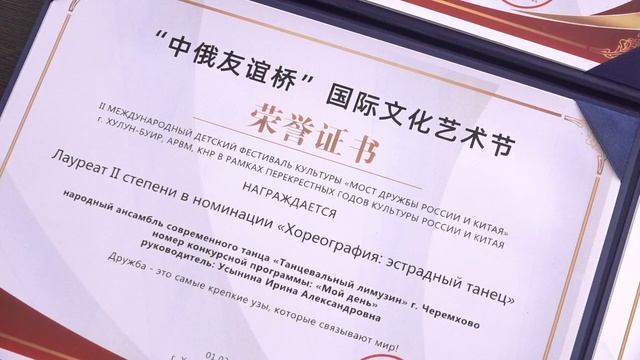 “中俄友谊桥”国际文化艺术节
荣誉证书
II МЕЖДУНАРОДНЫЙ ДЕТСКИЙ ФЕСТИВАЛЬ КУЛЬТУРЫ «МОСТ ДРУЖБЫ РОССИИ И КИТАЯ»
г. ХУЛУН-БУИР, АРВМ, КНР В РАМКАХ ПЕРЕКРЕСТНЫХ ГОДОВ КУЛЬТУРЫ РОССИИ И КИТАЯ
НАГРАЖДАЕТСЯ
Лауреат II степени в номинации «Хореография: эстрадный танец»
народный ансамбль современного танца «Танцевальный лимузин» г. Черемхово
номер конкурсной программы: «Мой день»
руководитель: Усынина Ирина Александровна
Дружба - это самые крепкие узы, которые связывают мир!